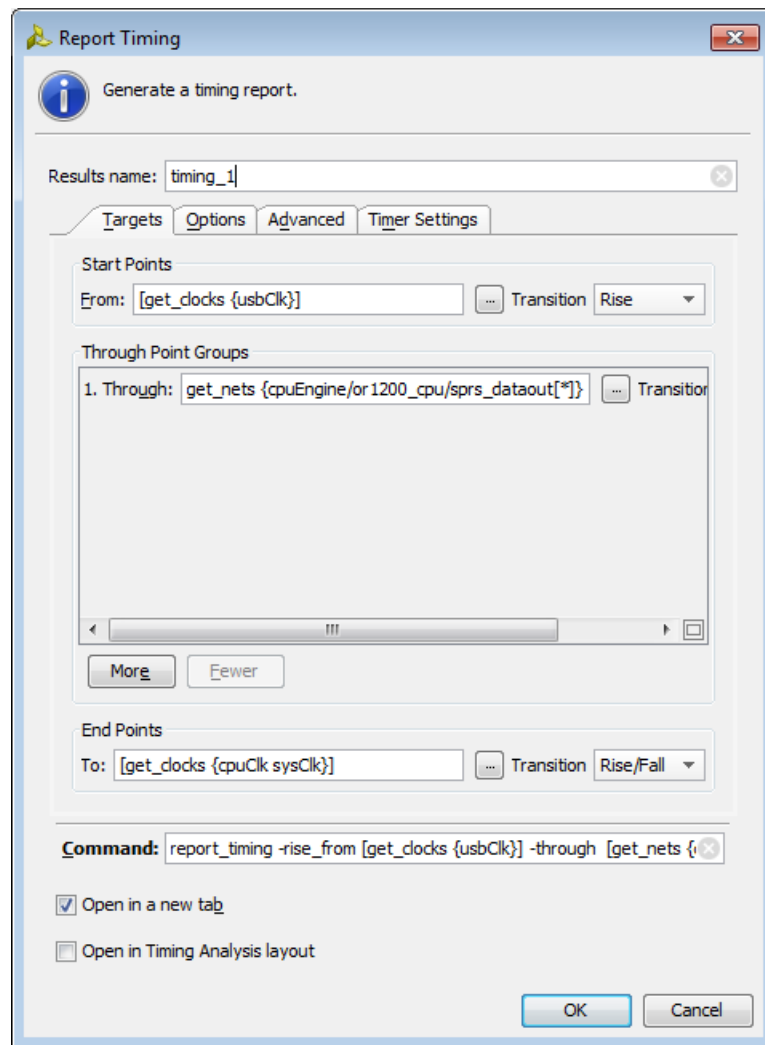 Report Timing
Generate a timing report.
Results name: timing_1
Targets Options Advanced Timer Settings
Start Points
From: [get_clocks {usbClk}] ... Transition Rise
Through Point Groups
1. Through: get_nets {cpuEngine/or1200_cpu/sprs_dataout[*]} ... Transition
More Fewer
End Points
To: [get_clocks {cpuClk sysClk}] ... Transition Rise/Fall
Command: report_timing -rise_from [get_clocks {usbClk}] -through [get_nets {
Open in a new tab
Open in Timing Analysis layout
OK Cancel